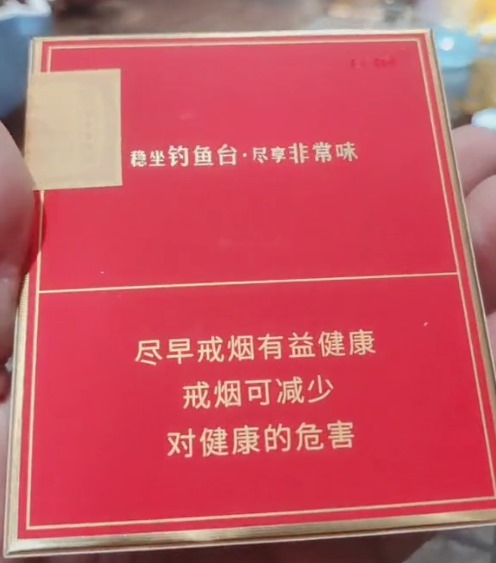 稳坐钓鱼台·尽享非常味
尽早戒烟有益健康
戒烟可减少
对健康的危害